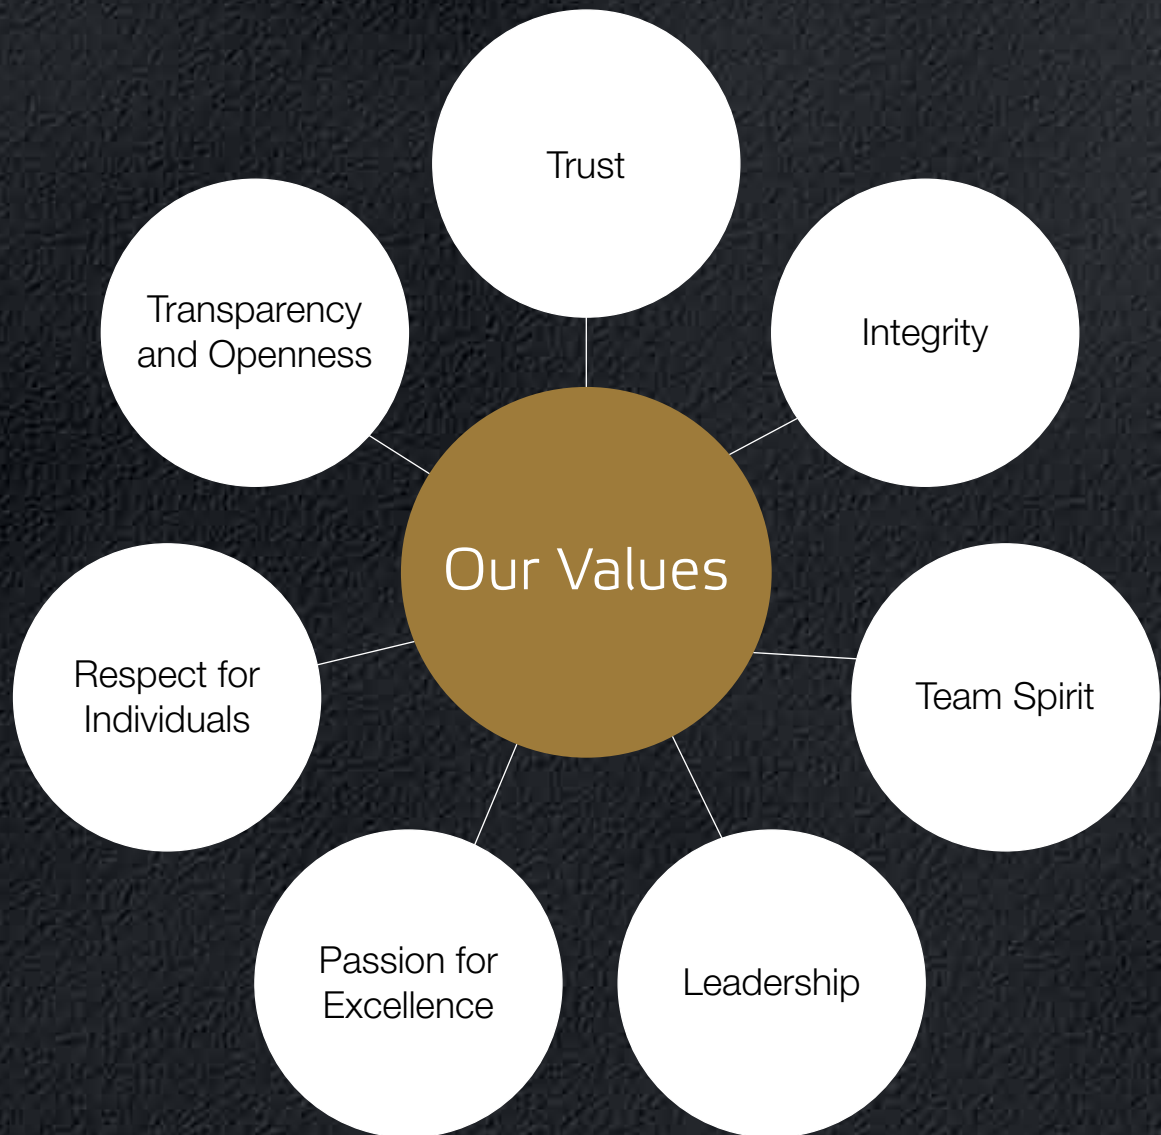 Trust
Integrity
Transparency
and Openness
Our Values
Team Spirit
Respect for
Individuals
Leadership
Passion for
Excellence